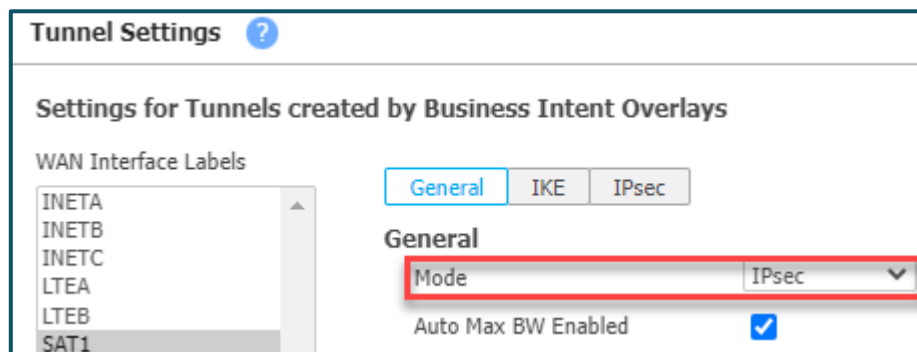 Tunnel Settings ?
Settings for Tunnels created by Business Intent Overlays
WAN Interface Labels
INETA
INETB
INETC
LTEA
LTEB
SAT1
General IKE IPsec
General
Mode IPsec
Auto Max BW Enabled